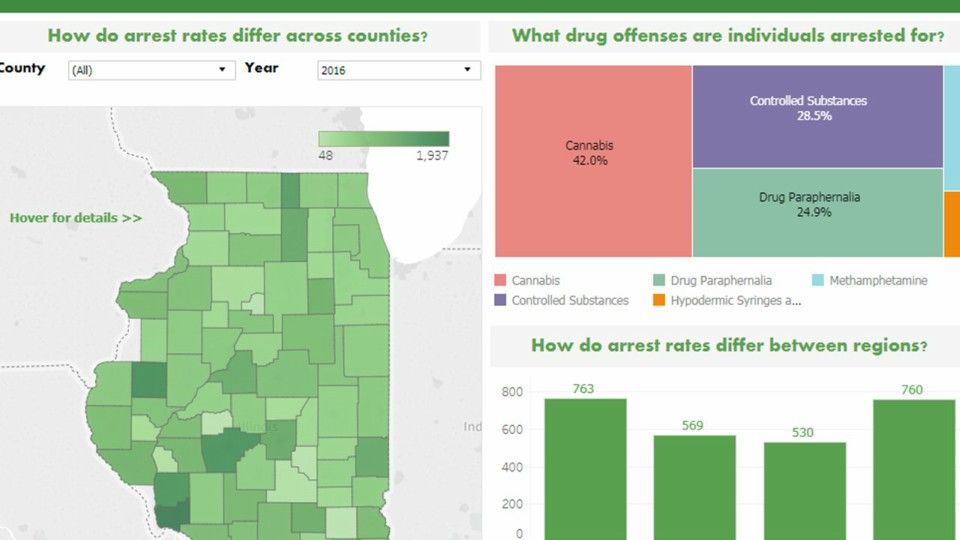 How do arrest rates differ across counties?
County
(All)
Year
2016
48
1,937
Hover for details >>
Illinois
Ind
What drug offenses are individuals arrested for?
Cannabis
42.0%
Controlled Substances
28.5%
Drug Paraphernalia
24.9%
Cannabis
Drug Paraphernalia
Methamphetamine
Controlled Substances
Hypodermic Syringes a...
How do arrest rates differ between regions?
800
600
400
200
0
763
569
530
760